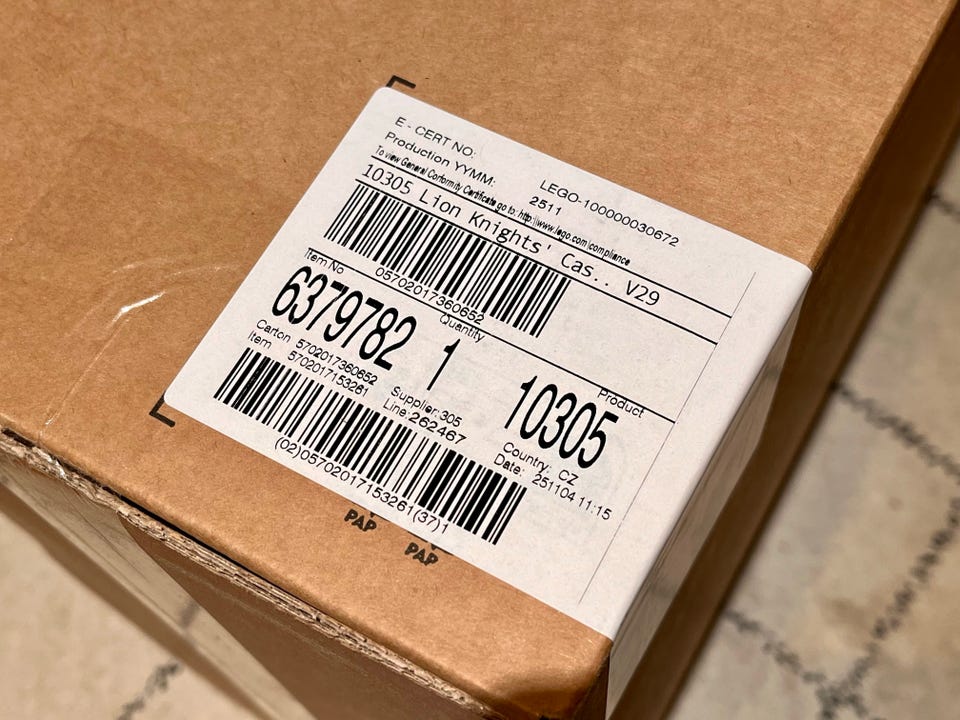 E - CERT NO: LEGO-100000030672
Production YYMM: 2511
To view General Conformity Certificate go to: http://www.lego.com/compliance
10305 Lion Knights' Cas.. V29
05702017360652
Item No Quantity Product
6379782 1 10305
Carton 5702017360652 Supplier: 305 Country: CZ
Item 5702017153261 Line: 262467 Date: 251104 11:15
(02)05702017153261(37)1
PAP
PAP